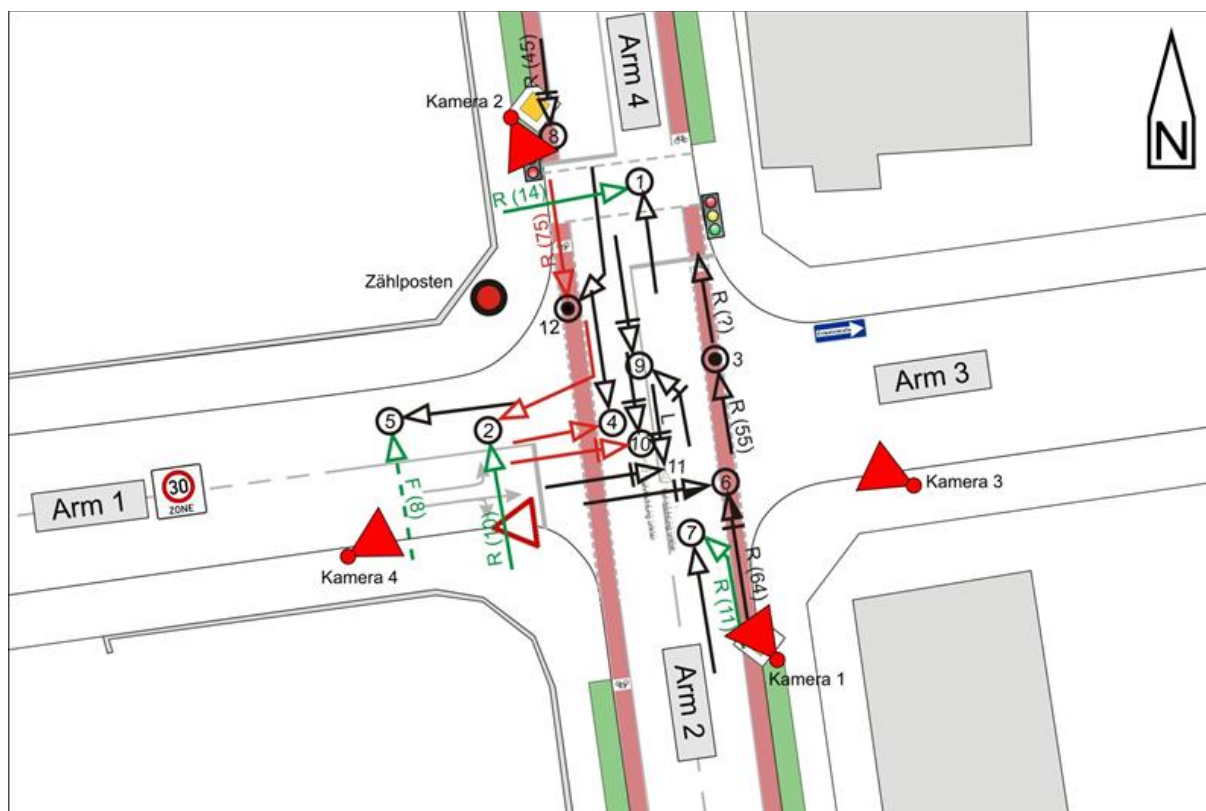 Arm 4
R (45)
Kamera 2
8
N
1
R (14)
R (75)
Zählposten
12
R (?)
9
3
Arm 3
L
R (55)
5
2
4
10
11
6
Kamera 3
30
ZONE
Arm 1
F (8)
R (10)
7
Kamera 4
R (64)
R (11)
Arm 2
Kamera 1